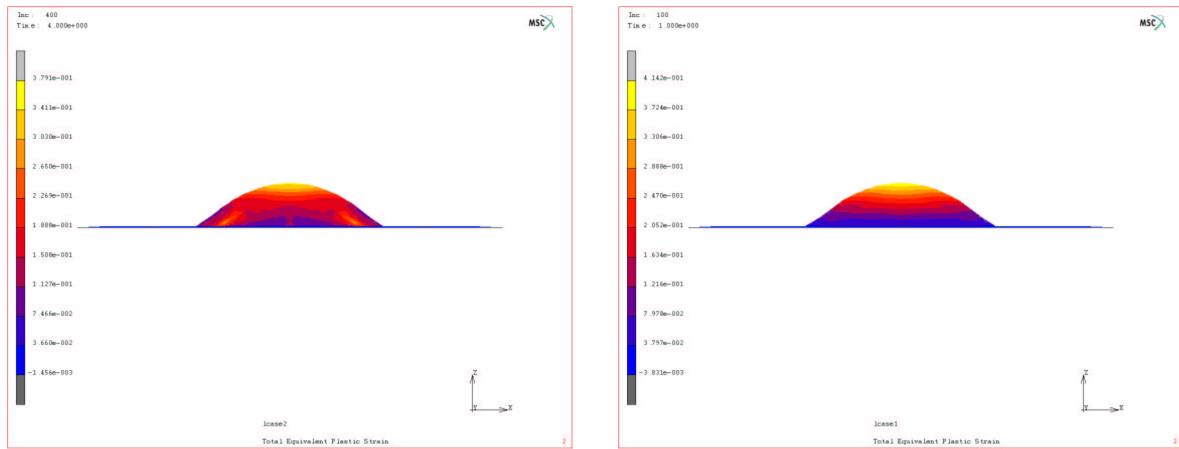 Inc: 400
Time: 4.000e+000
MSC
3.791e-001
3.411e-001
3.030e-001
2.650e-001
2.269e-001
1.888e-001
1.508e-001
1.127e-001
7.466e-002
3.660e-002
-1.456e-003
Z
Y X
lcase2
Total Equivalent Plastic Strain
2
Inc: 100
Time: 1.000e+000
MSC
4.142e-001
3.724e-001
3.306e-001
2.888e-001
2.470e-001
2.052e-001
1.634e-001
1.216e-001
7.978e-002
3.797e-002
-3.831e-003
Z
Y X
lcase1
Total Equivalent Plastic Strain
2